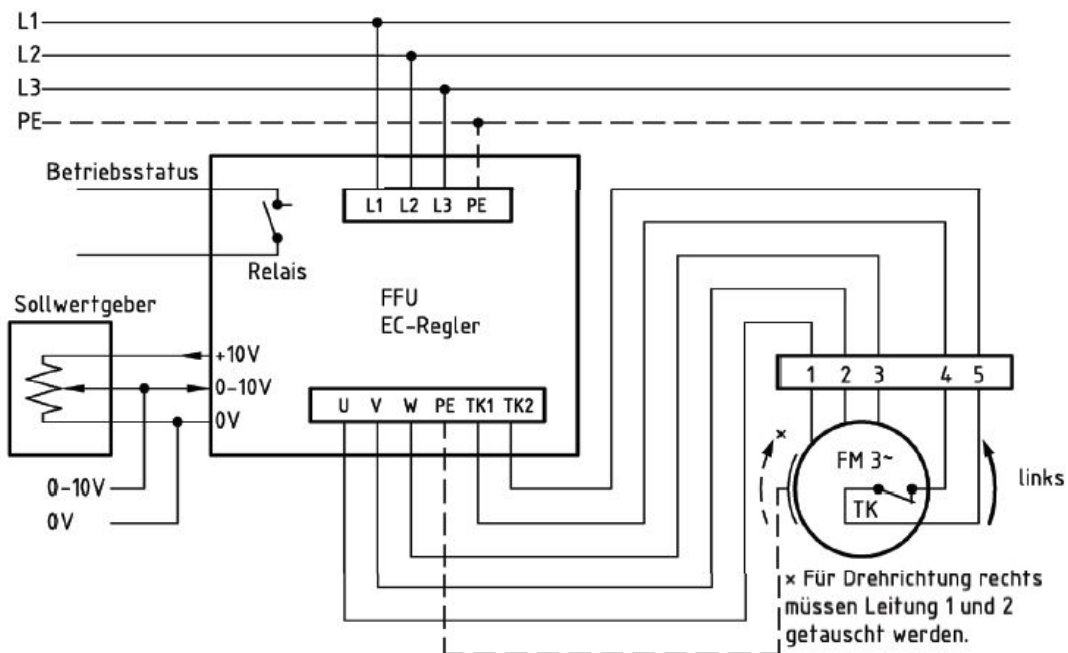 L1
L2
L3
PE
Betriebsstatus
L1 L2 L3 PE
Relais
FFU
EC-Regler
Sollwertgeber
+10V
0-10V
0V
U V W PE TK1 TK2
0-10V
0V
1 2 3 4 5
×
FM 3~
TK
links
× Für Drehrichtung rechts
müssen Leitung 1 und 2
getauscht werden.